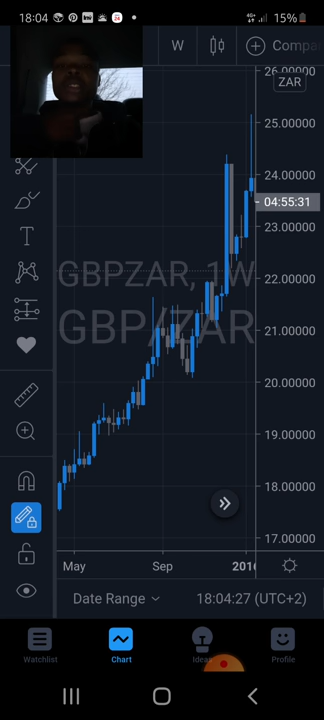 18:04
4G+
15%
W
Compa
26.00000
ZAR
25.00000
24.00000
04:55:31
23.00000
GBPZAR, 1W
22.00000
GBP/ZAR
21.00000
20.00000
19.00000
18.00000
17.00000
May Sep 2016
Date Range
18:04:27 (UTC+2)
Watchlist Chart Ideas Profile